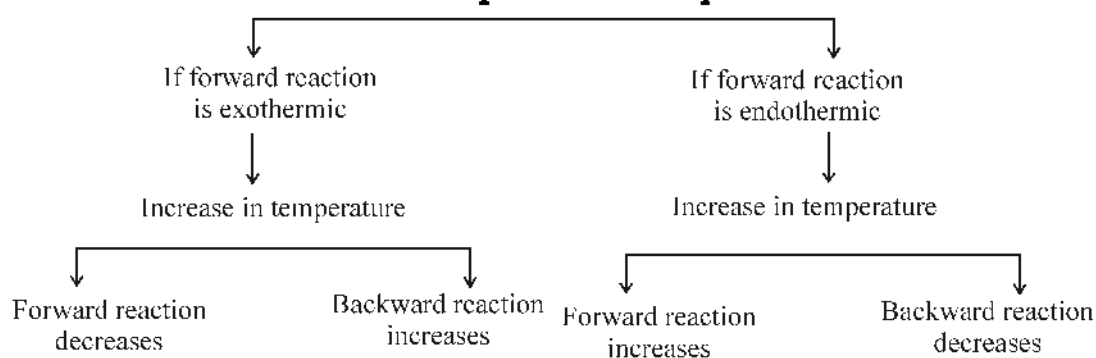 If forward reaction
is exothermic
If forward reaction
is endothermic
Increase in temperature
Increase in temperature
Forward reaction
decreases
Backward reaction
increases
Forward reaction
increases
Backward reaction
decreases